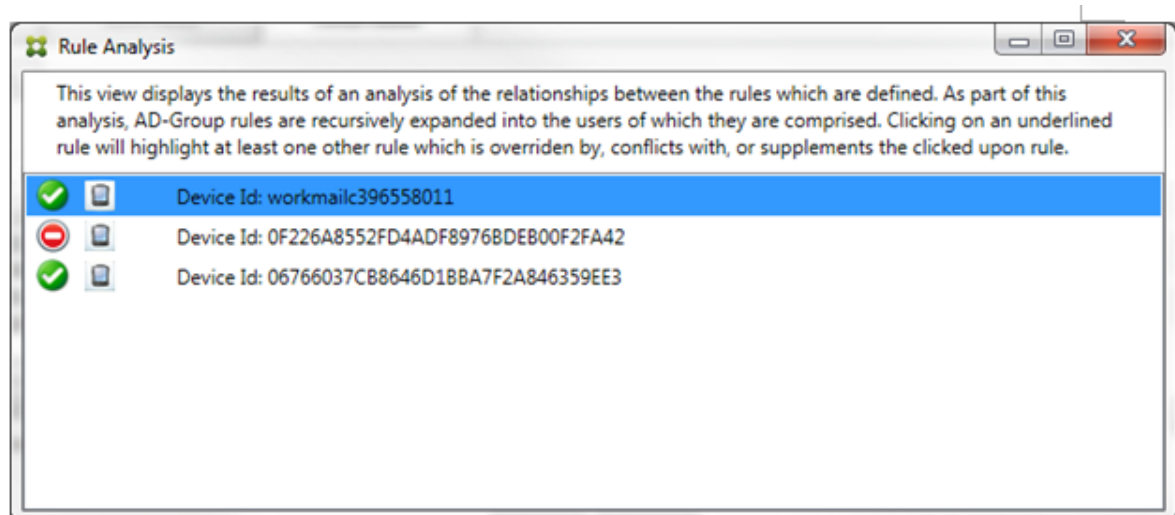 Rule Analysis
This view displays the results of an analysis of the relationships between the rules which are defined. As part of this
analysis, AD-Group rules are recursively expanded into the users of which they are comprised. Clicking on an underlined
rule will highlight at least one other rule which is overriden by, conflicts with, or supplements the clicked upon rule.
Device Id: workmailc396558011
Device Id: 0F226A8552FD4ADF8976BDEB00F2FA42
Device Id: 06766037CB8646D1BBA7F2A846359EE3